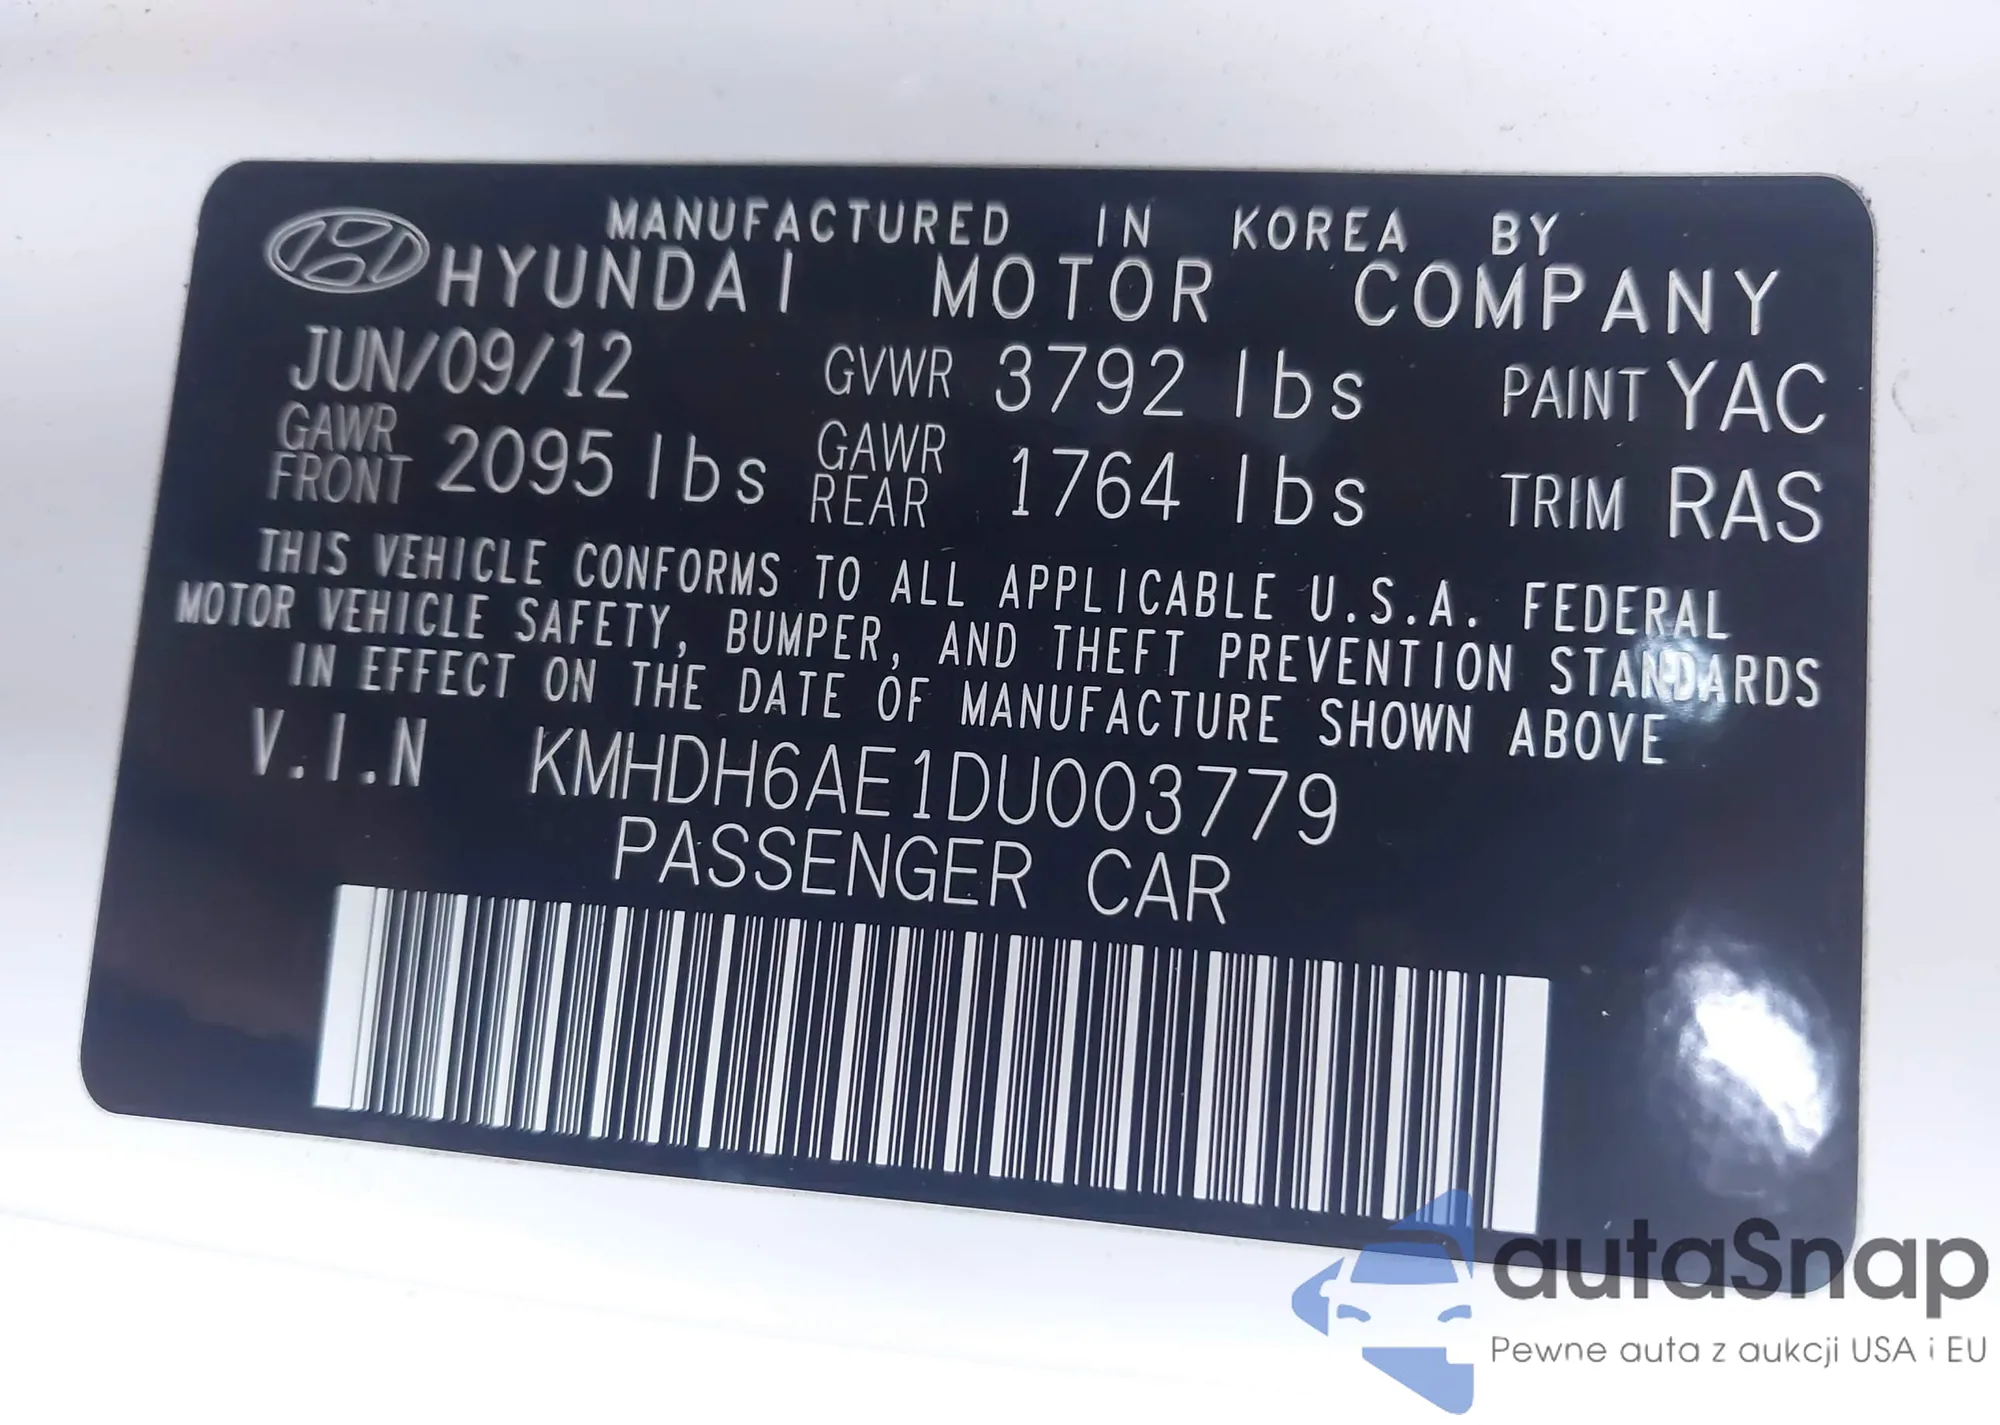 MANUFACTURED IN KOREA BY
HYUNDAI MOTOR COMPANY
JUN/09/12 GVWR 3792 lbs PAINT YAC
GAWR FRONT 2095 lbs GAWR REAR 1764 lbs TRIM RAS
THIS VEHICLE CONFORMS TO ALL APPLICABLE U.S.A. FEDERAL
MOTOR VEHICLE SAFETY, BUMPER, AND THEFT PREVENTION STANDARDS
IN EFFECT ON THE DATE OF MANUFACTURE SHOWN ABOVE
V.I.N KMHDH6AE1DU003779
PASSENGER CAR
autaSnap
Pewne auta z aukcji USA i EU